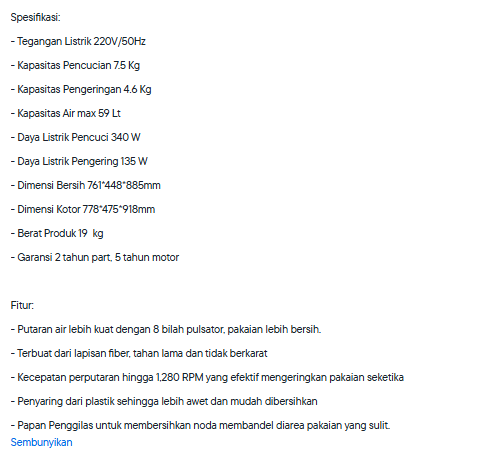 Spesifikasi:
- Tegangan Listrik 220V/50Hz
- Kapasitas Pencucian 7.5 Kg
- Kapasitas Pengeringan 4.6 Kg
- Kapasitas Air max 59 Lt
- Daya Listrik Pencuci 340 W
- Daya Listrik Pengering 135 W
- Dimensi Bersih 761*448*885mm
- Dimensi Kotor 778*475*918mm
- Berat Produk 19 kg
- Garansi 2 tahun part, 5 tahun motor
Fitur:
- Putaran air lebih kuat dengan 8 bilah pulsator, pakaian lebih bersih.
- Terbuat dari lapisan fiber, tahan lama dan tidak berkarat
- Kecepatan perputaran hingga 1,280 RPM yang efektif mengeringkan pakaian seketika
- Penyaring dari plastik sehingga lebih awet dan mudah dibersihkan
- Papan Penggilas untuk membersihkan noda membandel diarea pakaian yang sulit.
Sembunyikan